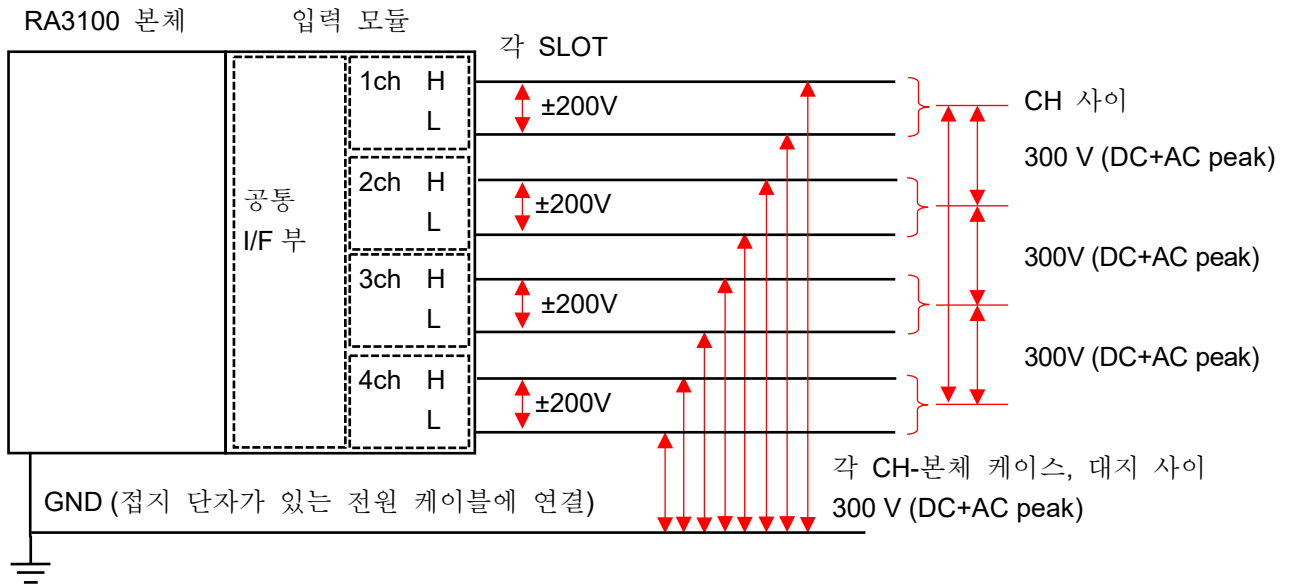 RA3100 본체
입력 모듈
각 SLOT
공통
I/F 부
1ch H
L
±200V
2ch H
L
±200V
3ch H
L
±200V
4ch H
L
±200V
CH 사이
300 V (DC+AC peak)
300V (DC+AC peak)
300V (DC+AC peak)
각 CH-본체 케이스, 대지 사이
300 V (DC+AC peak)
GND (접지 단자가 있는 전원 케이블에 연결)